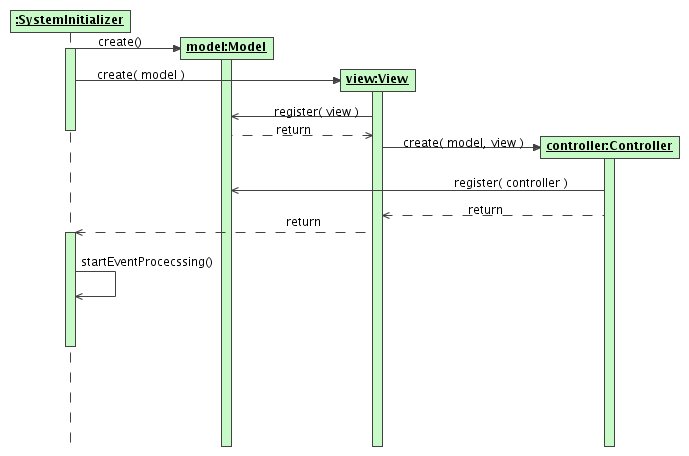 :SystemInitializer
create()
model:Model
create( model )
view:View
register( view )
return
create( model, view )
controller:Controller
register( controller )
return
return
startEventProcecssing()